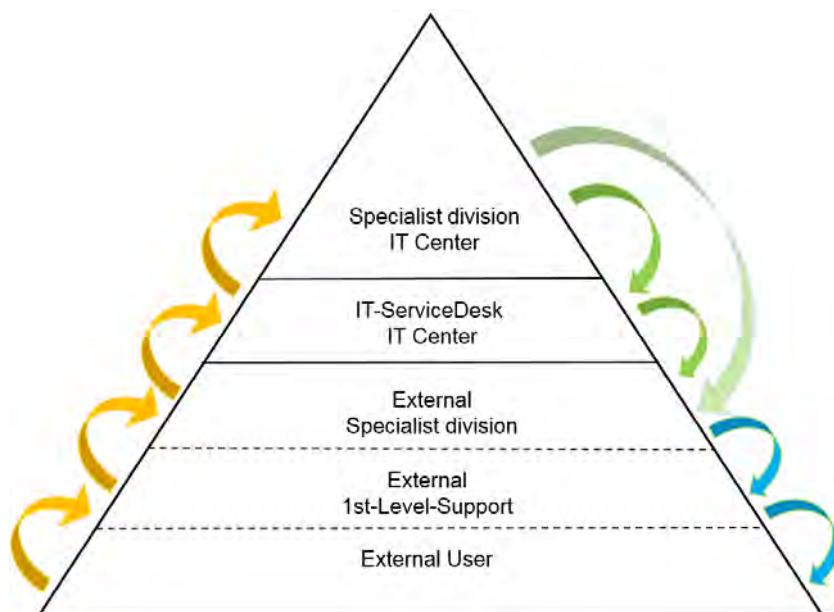 Specialist division
IT Center
IT-ServiceDesk
IT Center
External
Specialist division
External
1st-Level-Support
External User